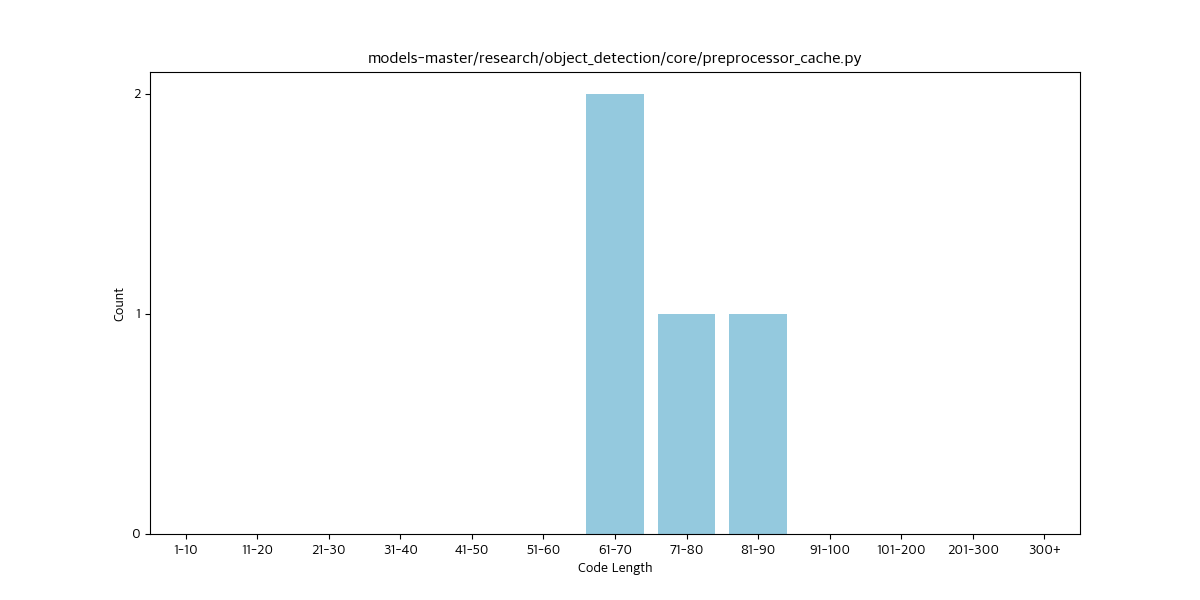 models-master/research/object_detection/core/preprocessor_cache.py
2
1
0
Count
1-10 11-20 21-30 31-40 41-50 51-60 61-70 71-80 81-90 91-100 101-200 201-300 300+
Code Length